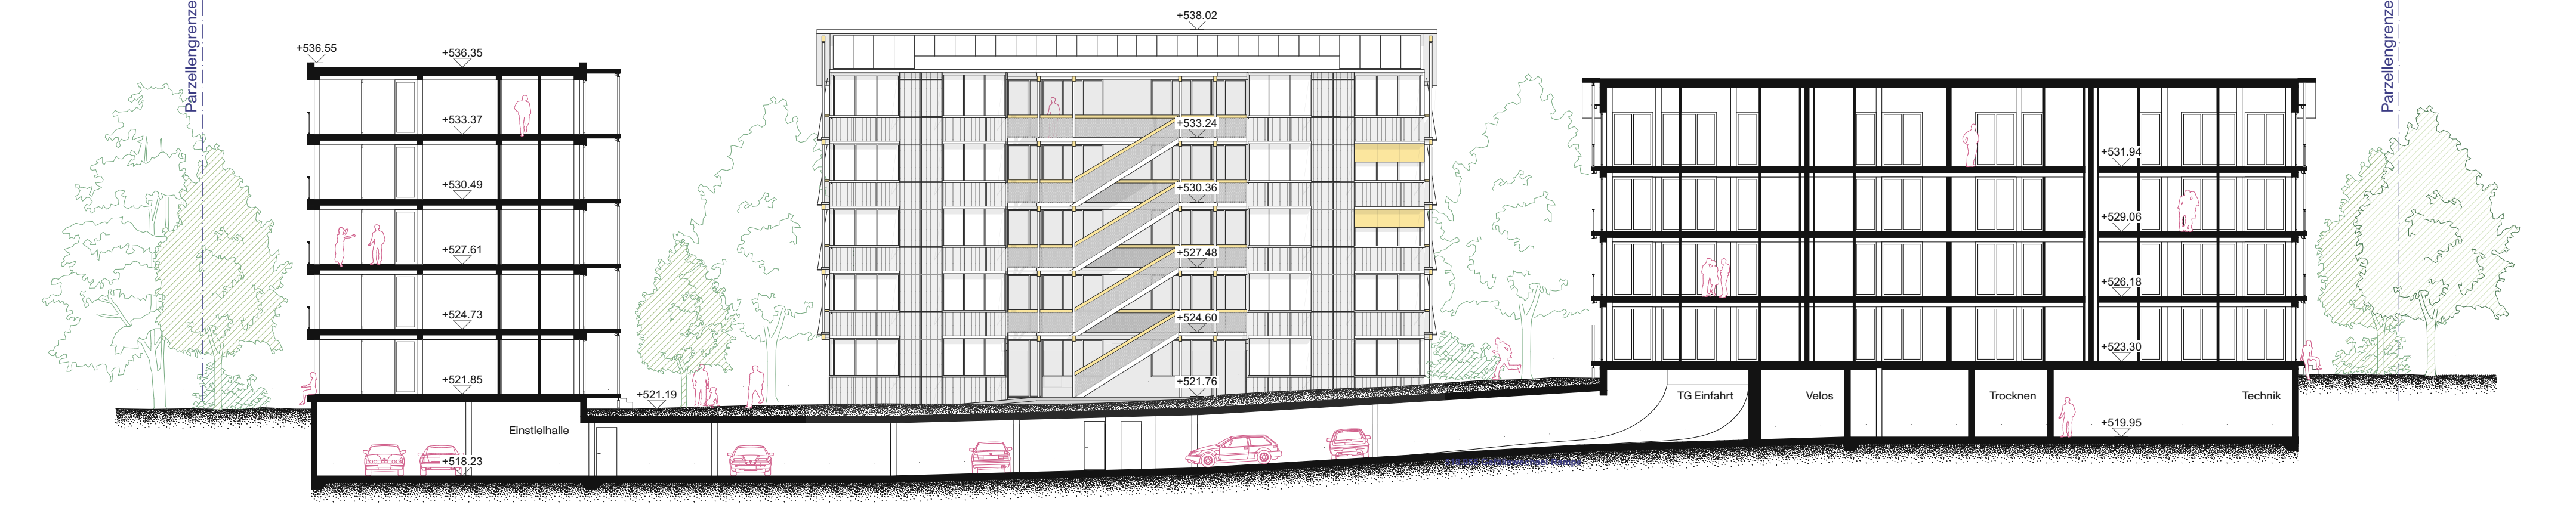 Parzellengrenze
+536.55
+536.35
+533.37
+530.49
+527.61
+524.73
+521.85
+521.19
Einstlelhalle
+518.23
+538.02
+533.24
+530.36
+527.48
+524.60
+521.76
+531.94
+529.06
+526.18
+523.30
TG Einfahrt
Velos
Trocknen
Technik
+519.95
Parzellengrenze